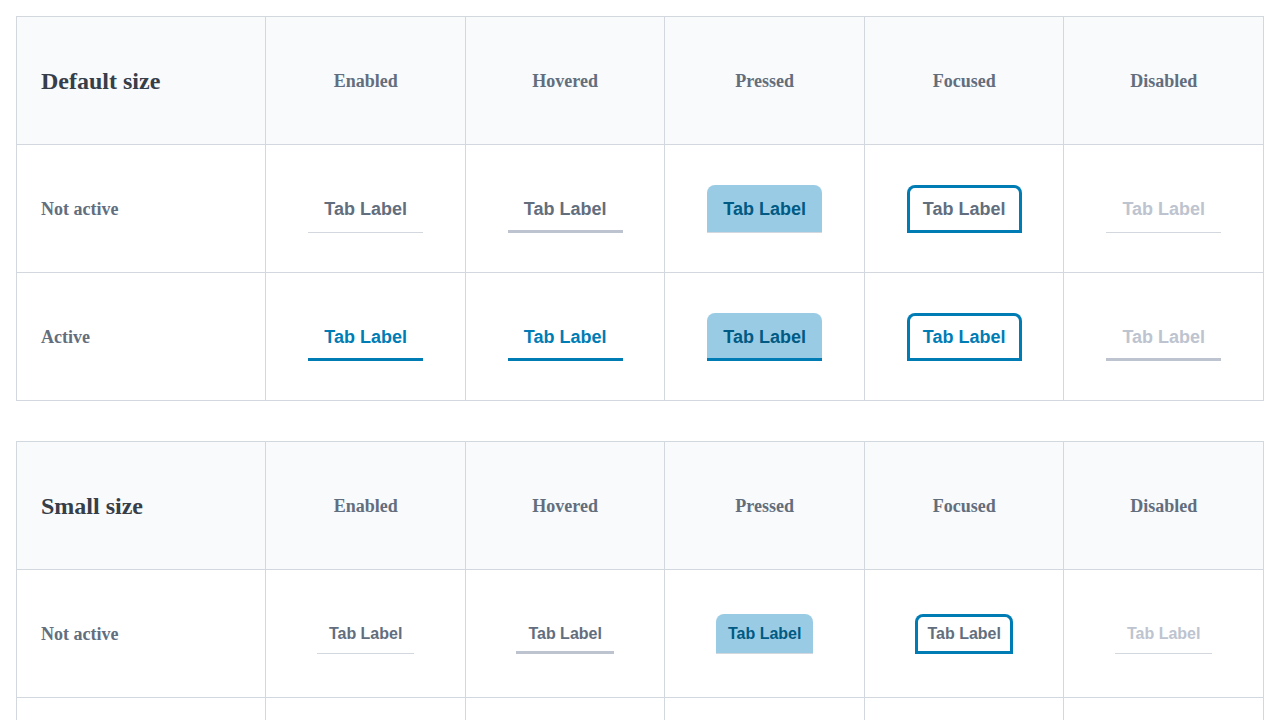 Default size Enabled Hovered Pressed Focused Disabled
Not active Tab Label Tab Label Tab Label Tab Label Tab Label
Active Tab Label Tab Label Tab Label Tab Label Tab Label
Small size Enabled Hovered Pressed Focused Disabled
Not active Tab Label Tab Label Tab Label Tab Label Tab Label